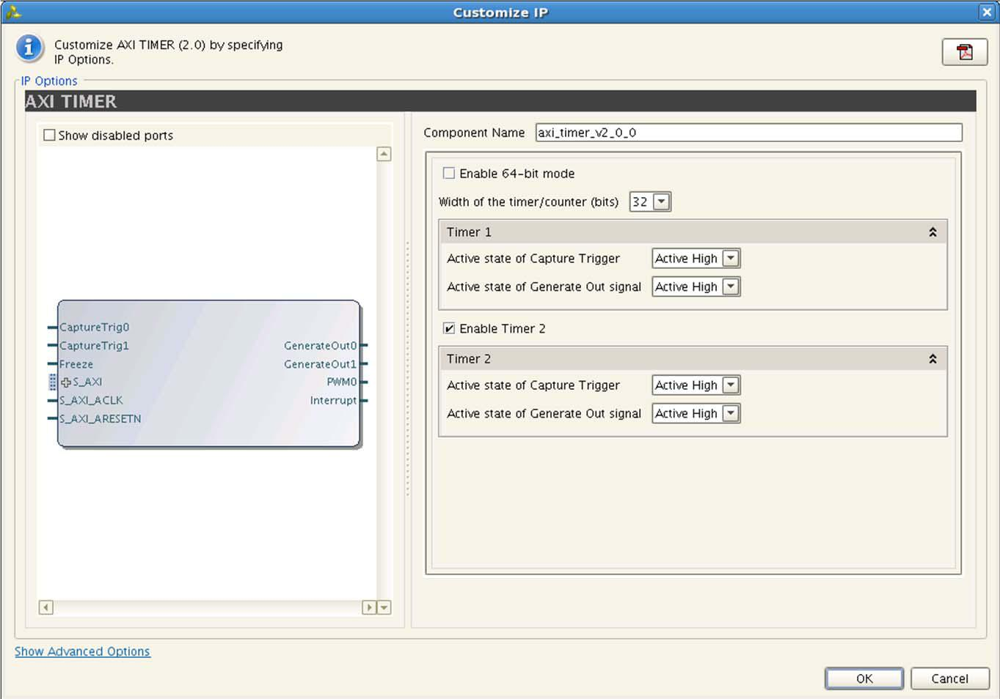 Customize IP
Customize AXI TIMER (2.0) by specifying
IP Options.
IP Options
AXI TIMER
Show disabled ports
CaptureTrig0
CaptureTrig1
Freeze
S_AXI
S_AXI_ACLK
S_AXI_ARESETN
GenerateOut0
GenerateOut1
PWM0
Interrupt
Component Name axi_timer_v2_0_0
Enable 64-bit mode
Width of the timer/counter (bits) 32
Timer 1
Active state of Capture Trigger Active High
Active state of Generate Out signal Active High
Enable Timer 2
Timer 2
Active state of Capture Trigger Active High
Active state of Generate Out signal Active High
Show Advanced Options
OK Cancel